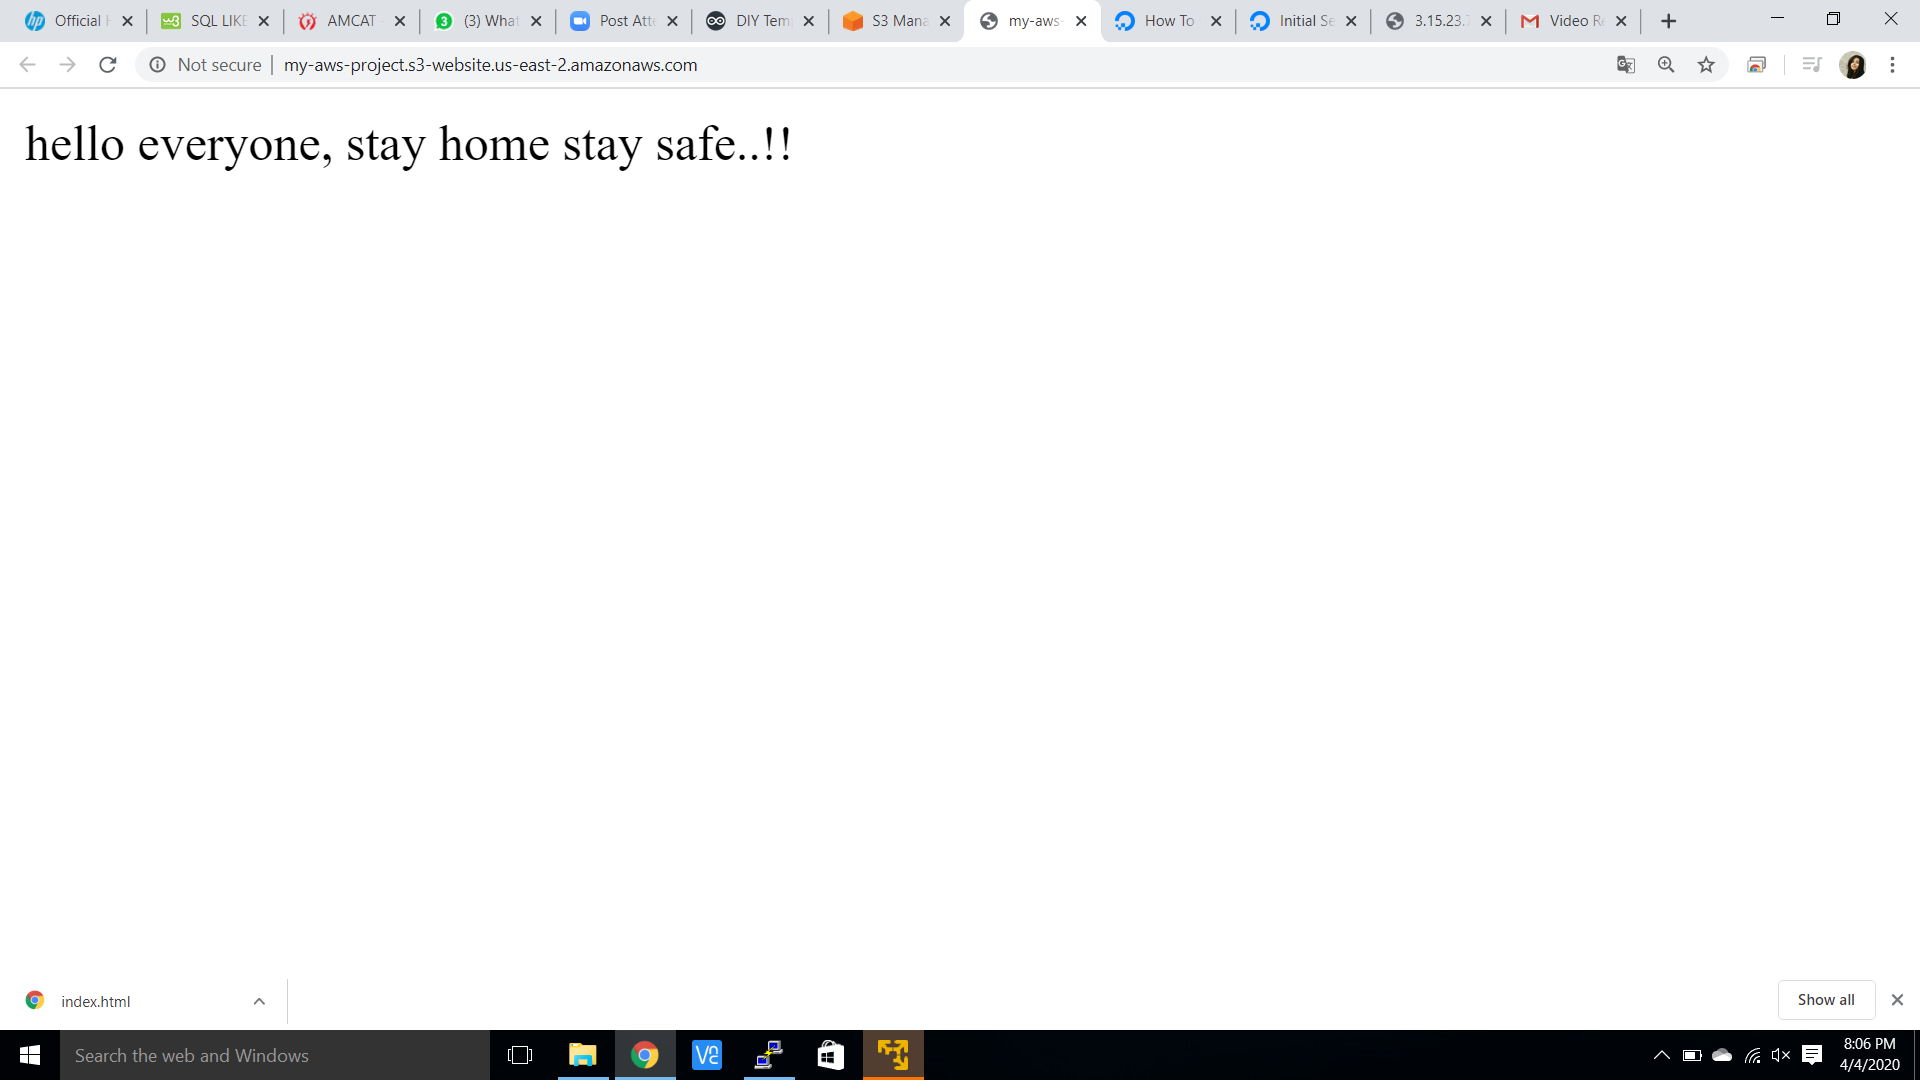 Official
SQL LIKE
AMCAT -
(3) What
Post Atte
DIY Tem
S3 Mana
my-aws-
How To
Initial Se
3.15.23.
Video Re
Not secure | my-aws-project.s3-website.us-east-2.amazonaws.com
hello everyone, stay home stay safe..!!
index.html
Show all
Search the web and Windows
8:06 PM
4/4/2020